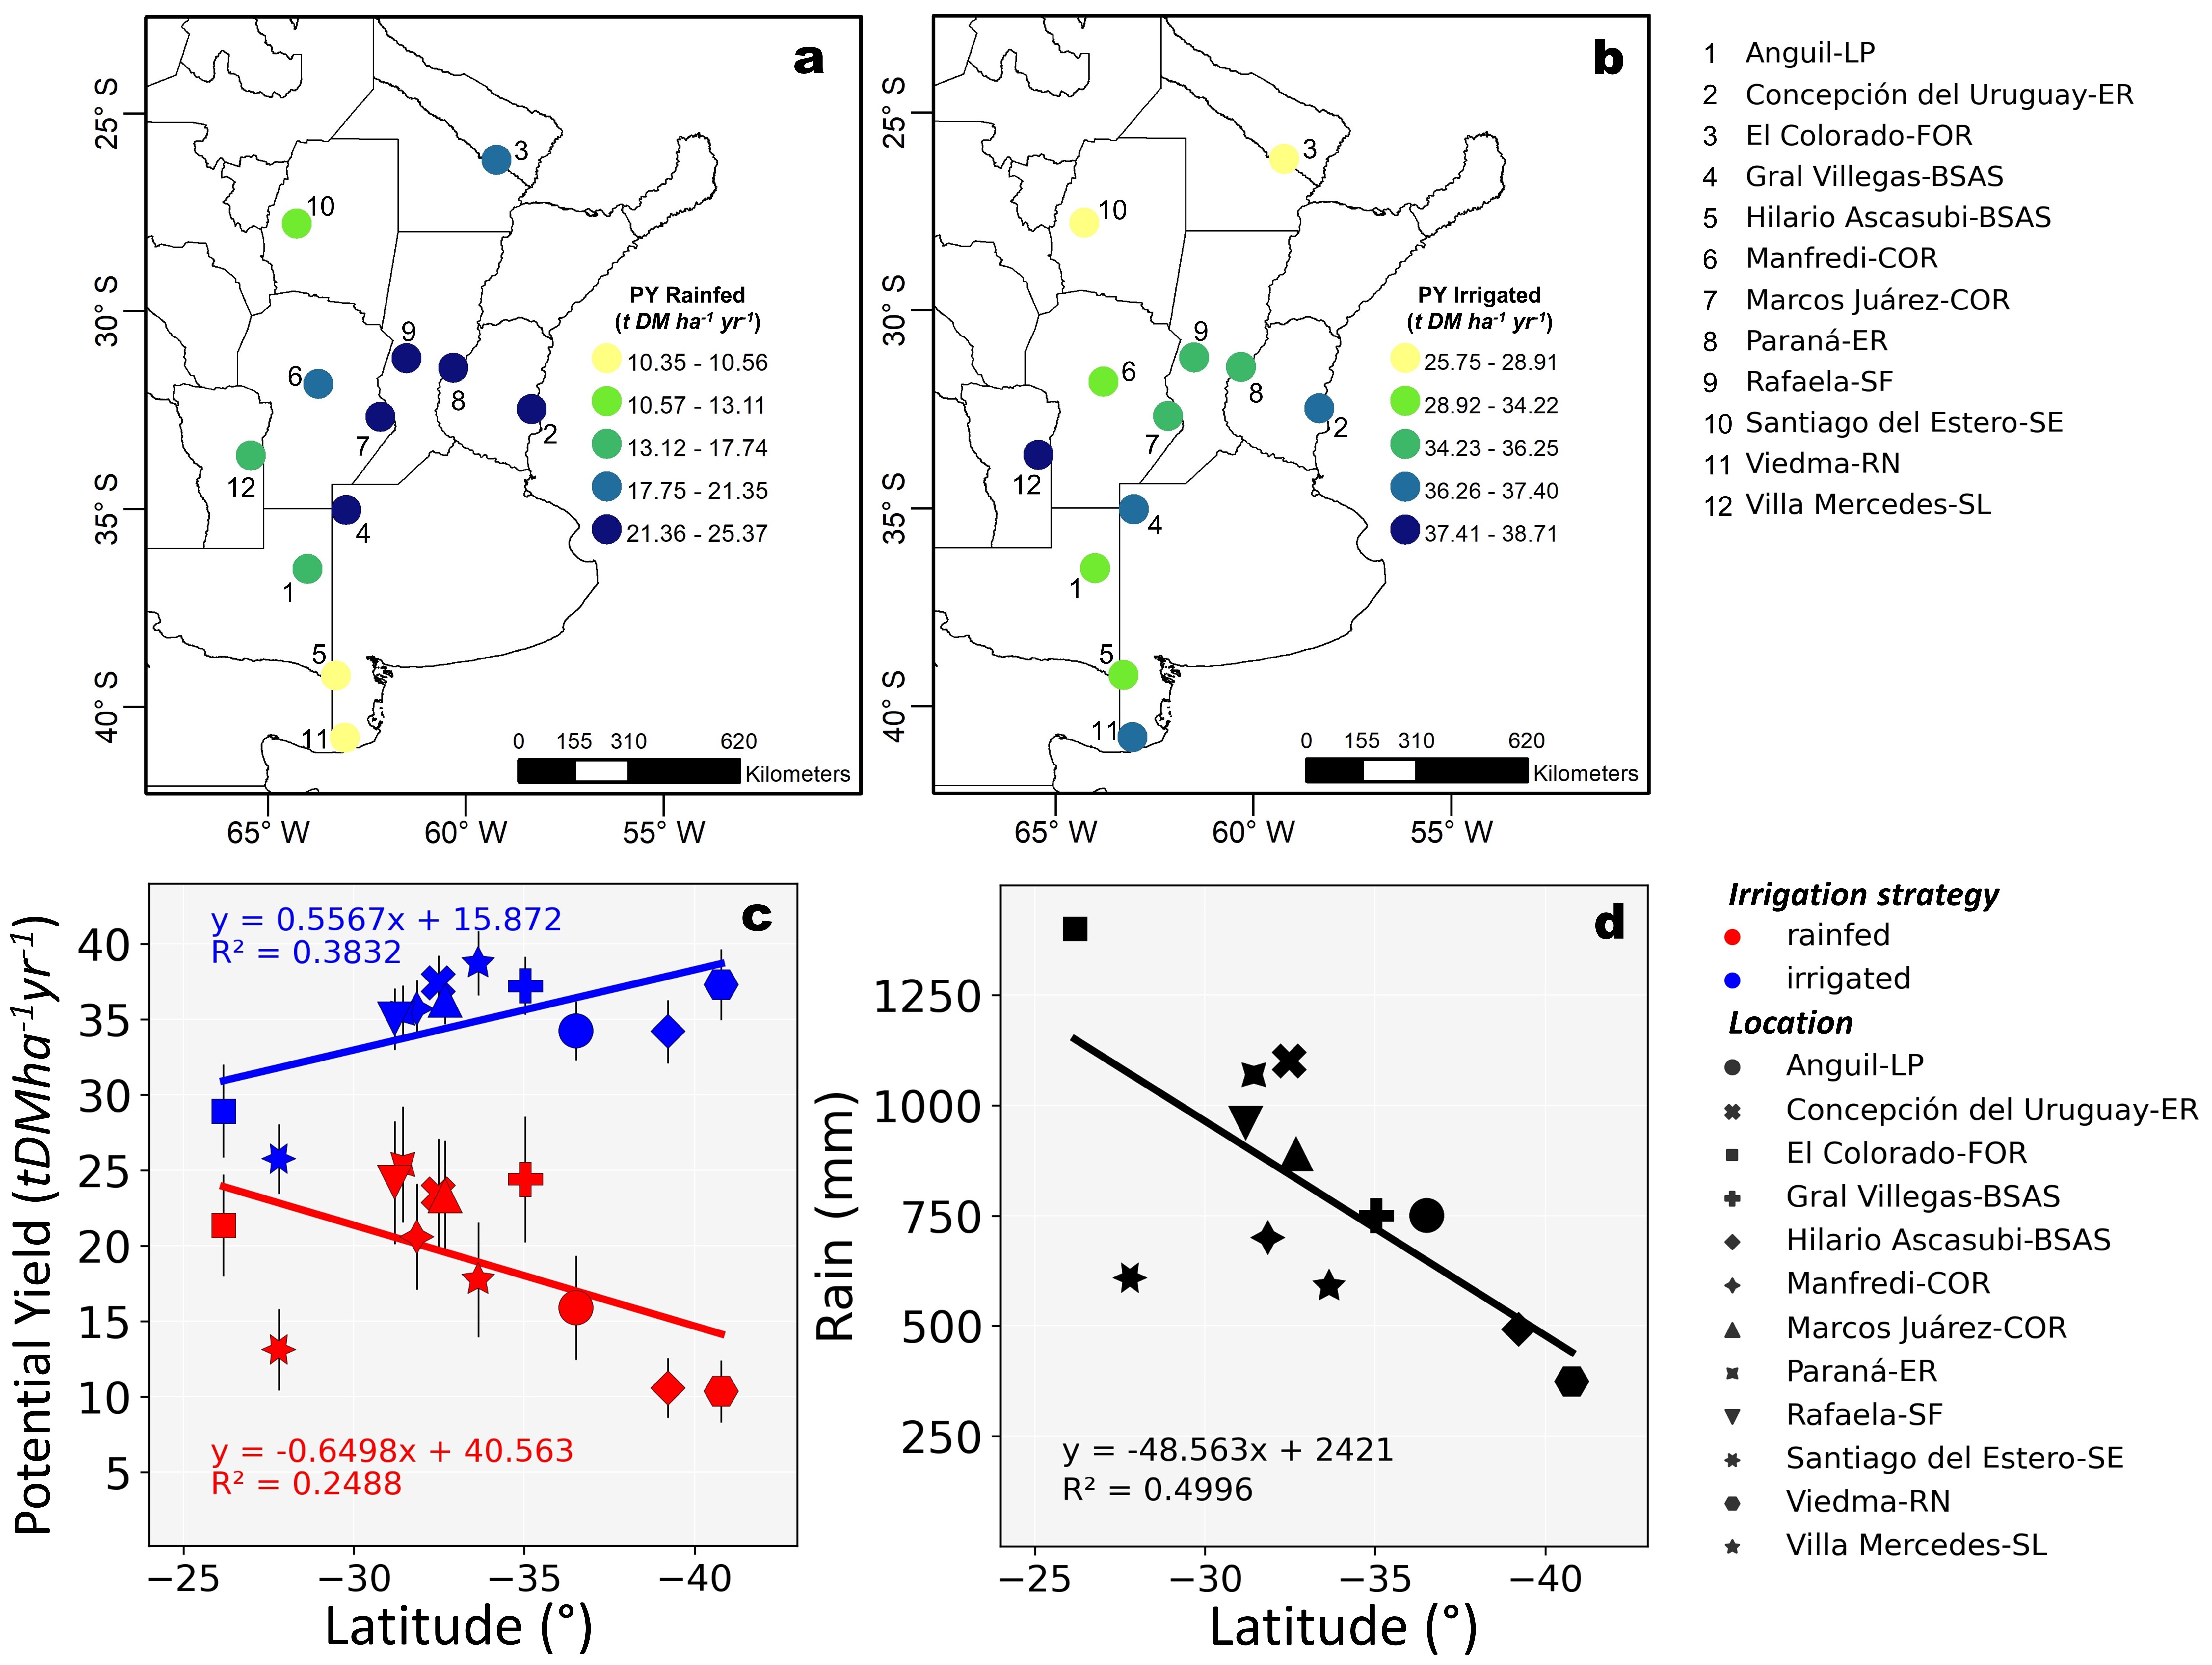 a
25° S
30° S
35° S
40° S
3
10
9
6
8
7
2
12
4
1
5
11
PY Rainfed
(t DM ha⁻¹ yr⁻¹)
10.35 - 10.56
10.57 - 13.11
13.12 - 17.74
17.75 - 21.35
21.36 - 25.37
0 155 310 620
Kilometers
65° W 60° W 55° W
b
25° S
30° S
35° S
40° S
3
10
9
6
8
7
2
12
4
1
5
11
PY Irrigated
(t DM ha⁻¹ yr⁻¹)
25.75 - 28.91
28.92 - 34.22
34.23 - 36.25
36.26 - 37.40
37.41 - 38.71
0 155 310 620
Kilometers
65° W 60° W 55° W
1 Anguil-LP
2 Concepción del Uruguay-ER
3 El Colorado-FOR
4 Gral Villegas-BSAS
5 Hilario Ascasubi-BSAS
6 Manfredi-COR
7 Marcos Juárez-COR
8 Paraná-ER
9 Rafaela-SF
10 Santiago del Estero-SE
11 Viedma-RN
12 Villa Mercedes-SL
c
y = 0.5567x + 15.872
R² = 0.3832
Potential Yield (tDMha⁻¹yr⁻¹)
40
35
30
25
20
15
10
5
y = -0.6498x + 40.563
R² = 0.2488
−25 −30 −35 −40
Latitude (°)
d
Rain (mm)
1250
1000
750
500
250
y = -48.563x + 2421
R² = 0.4996
−25 −30 −35 −40
Latitude (°)
Irrigation strategy
rainfed
irrigated
Location
Anguil-LP
Concepción del Uruguay-ER
El Colorado-FOR
Gral Villegas-BSAS
Hilario Ascasubi-BSAS
Manfredi-COR
Marcos Juárez-COR
Paraná-ER
Rafaela-SF
Santiago del Estero-SE
Viedma-RN
Villa Mercedes-SL